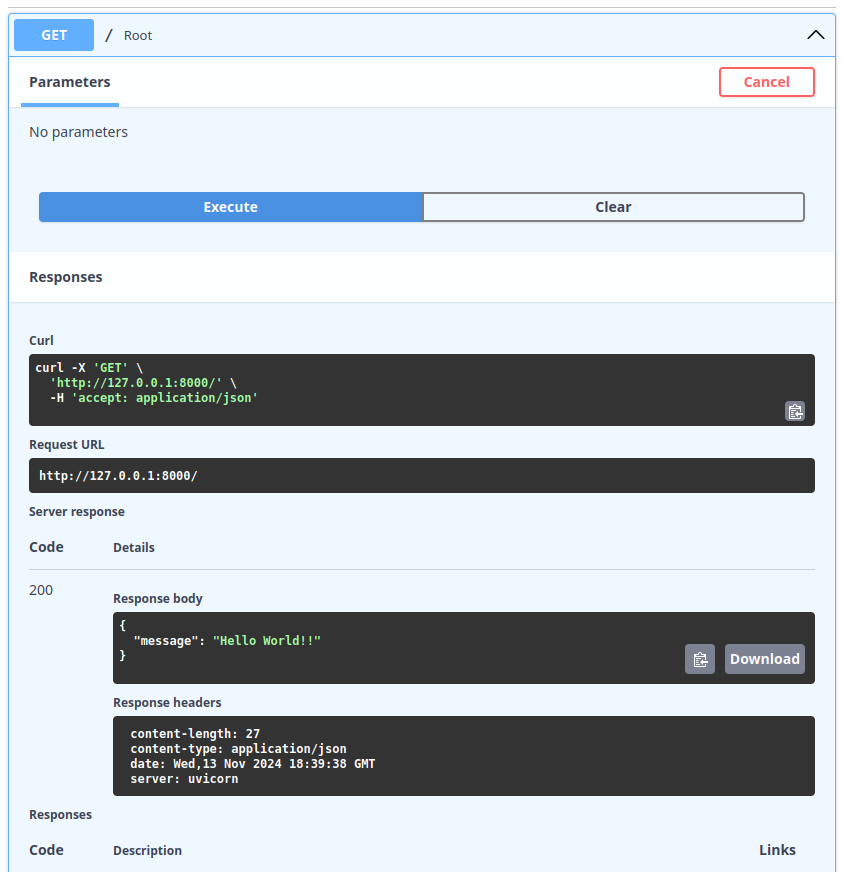 GET / Root
Parameters Cancel
No parameters
Execute Clear
Responses
Curl
curl -X 'GET' \
  'http://127.0.0.1:8000/' \
  -H 'accept: application/json'
Request URL
http://127.0.0.1:8000/
Server response
Code Details
200
Response body
{
  "message": "Hello World!!"
}
Download
Response headers
content-length: 27
content-type: application/json
date: Wed,13 Nov 2024 18:39:38 GMT
server: uvicorn
Responses
Code Description Links